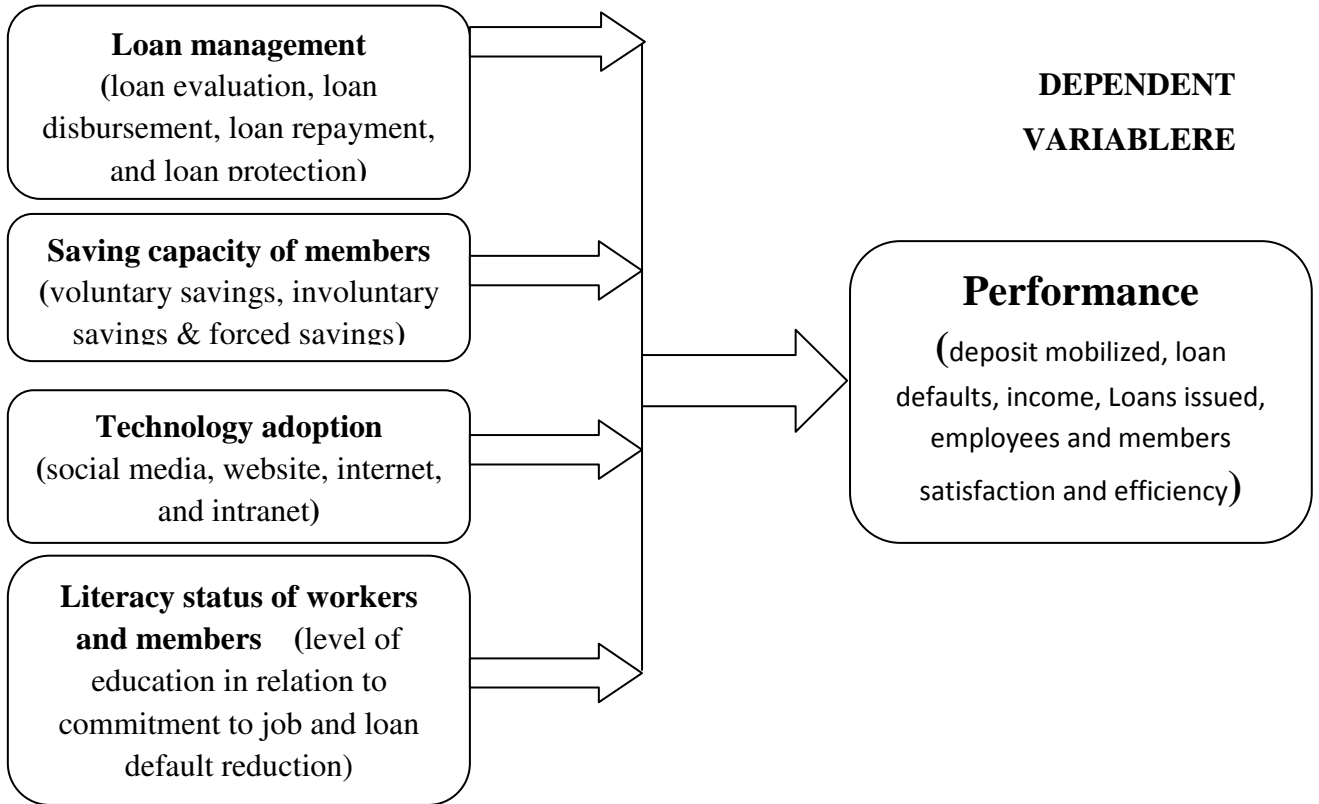 Loan management
(loan evaluation, loan
disbursement, loan repayment,
and loan protection)
Saving capacity of members
(voluntary savings, involuntary
savings & forced savings)
Technology adoption
(social media, website, internet,
and intranet)
Literacy status of workers
and members (level of
education in relation to
commitment to job and loan
default reduction)
DEPENDENT
VARIABLERE
Performance
(deposit mobilized, loan
defaults, income, Loans issued,
employees and members
satisfaction and efficiency)